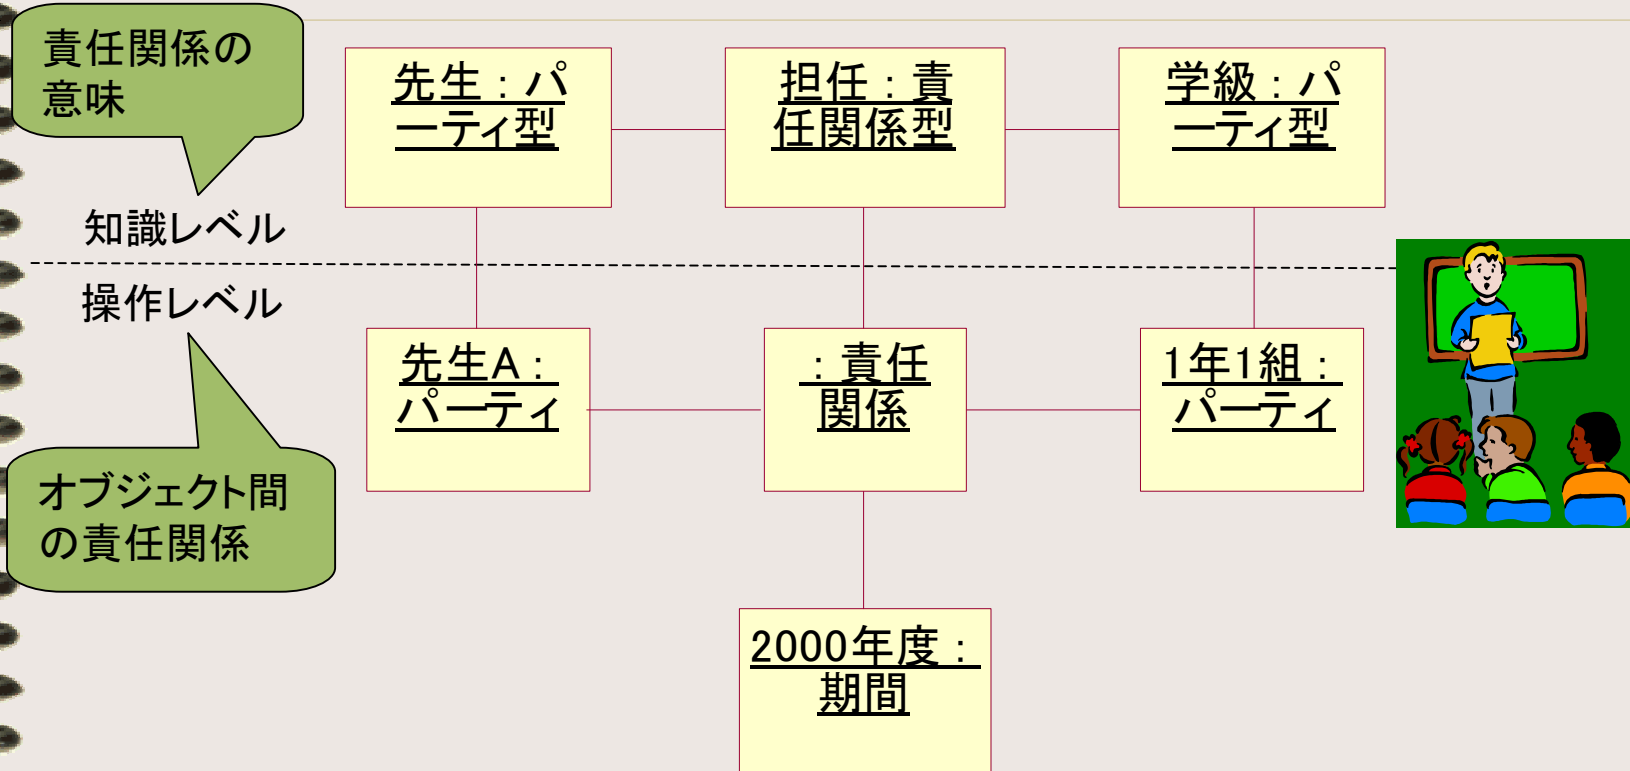 責任関係の
意味
先生：パ
ーティ型
担任：責
任関係型
学級：パ
ーティ型
知識レベル
操作レベル
先生A：
パーティ
：責任
関係
1年1組：
パーティ
オブジェクト間
の責任関係
2000年度：
期間